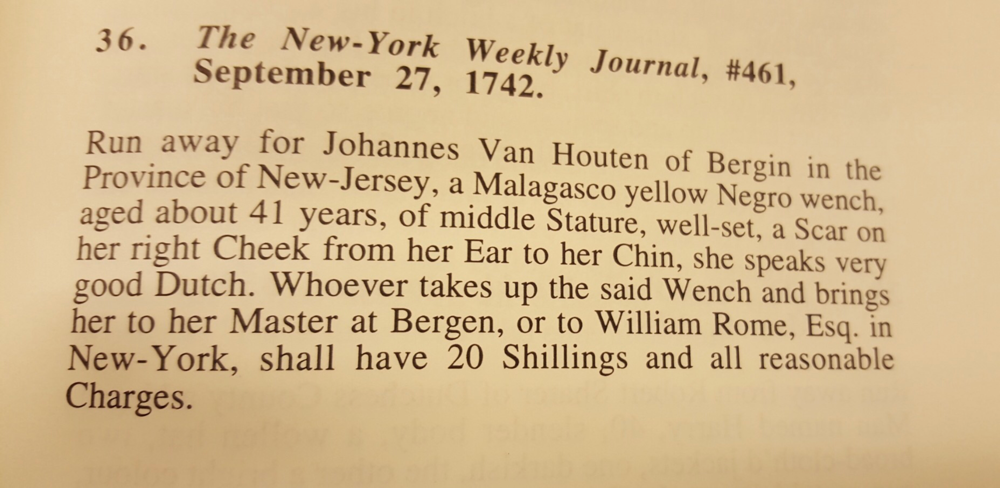 36. The New-York Weekly Journal, #461,
September 27, 1742.
Run away for Johannes Van Houten of Bergin in the
Province of New-Jersey, a Malagasco yellow Negro wench,
aged about 41 years, of middle Stature, well-set, a Scar on
her right Cheek from her Ear to her Chin, she speaks very
good Dutch. Whoever takes up the said Wench and brings
her to her Master at Bergen, or to William Rome, Esq. in
New-York, shall have 20 Shillings and all reasonable
Charges.